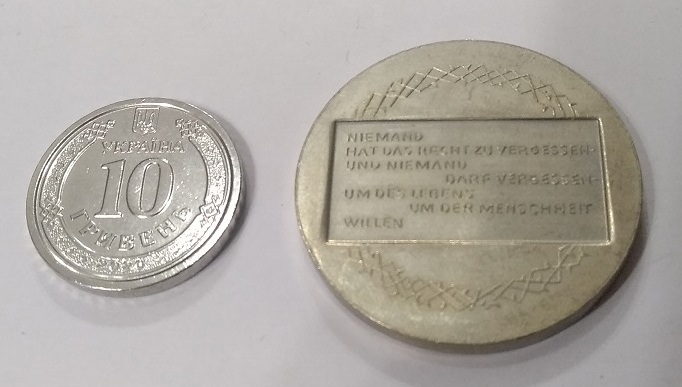 УКРАЇНА
10
ГРИВЕНЬ
NIEMAND
HAT DAS RECHT ZU VERGESSEN-
UND NIEMAND
DARF VERGESSEN-
UM DES LEBENS
UM DER MENSCHHEIT
WILLEN